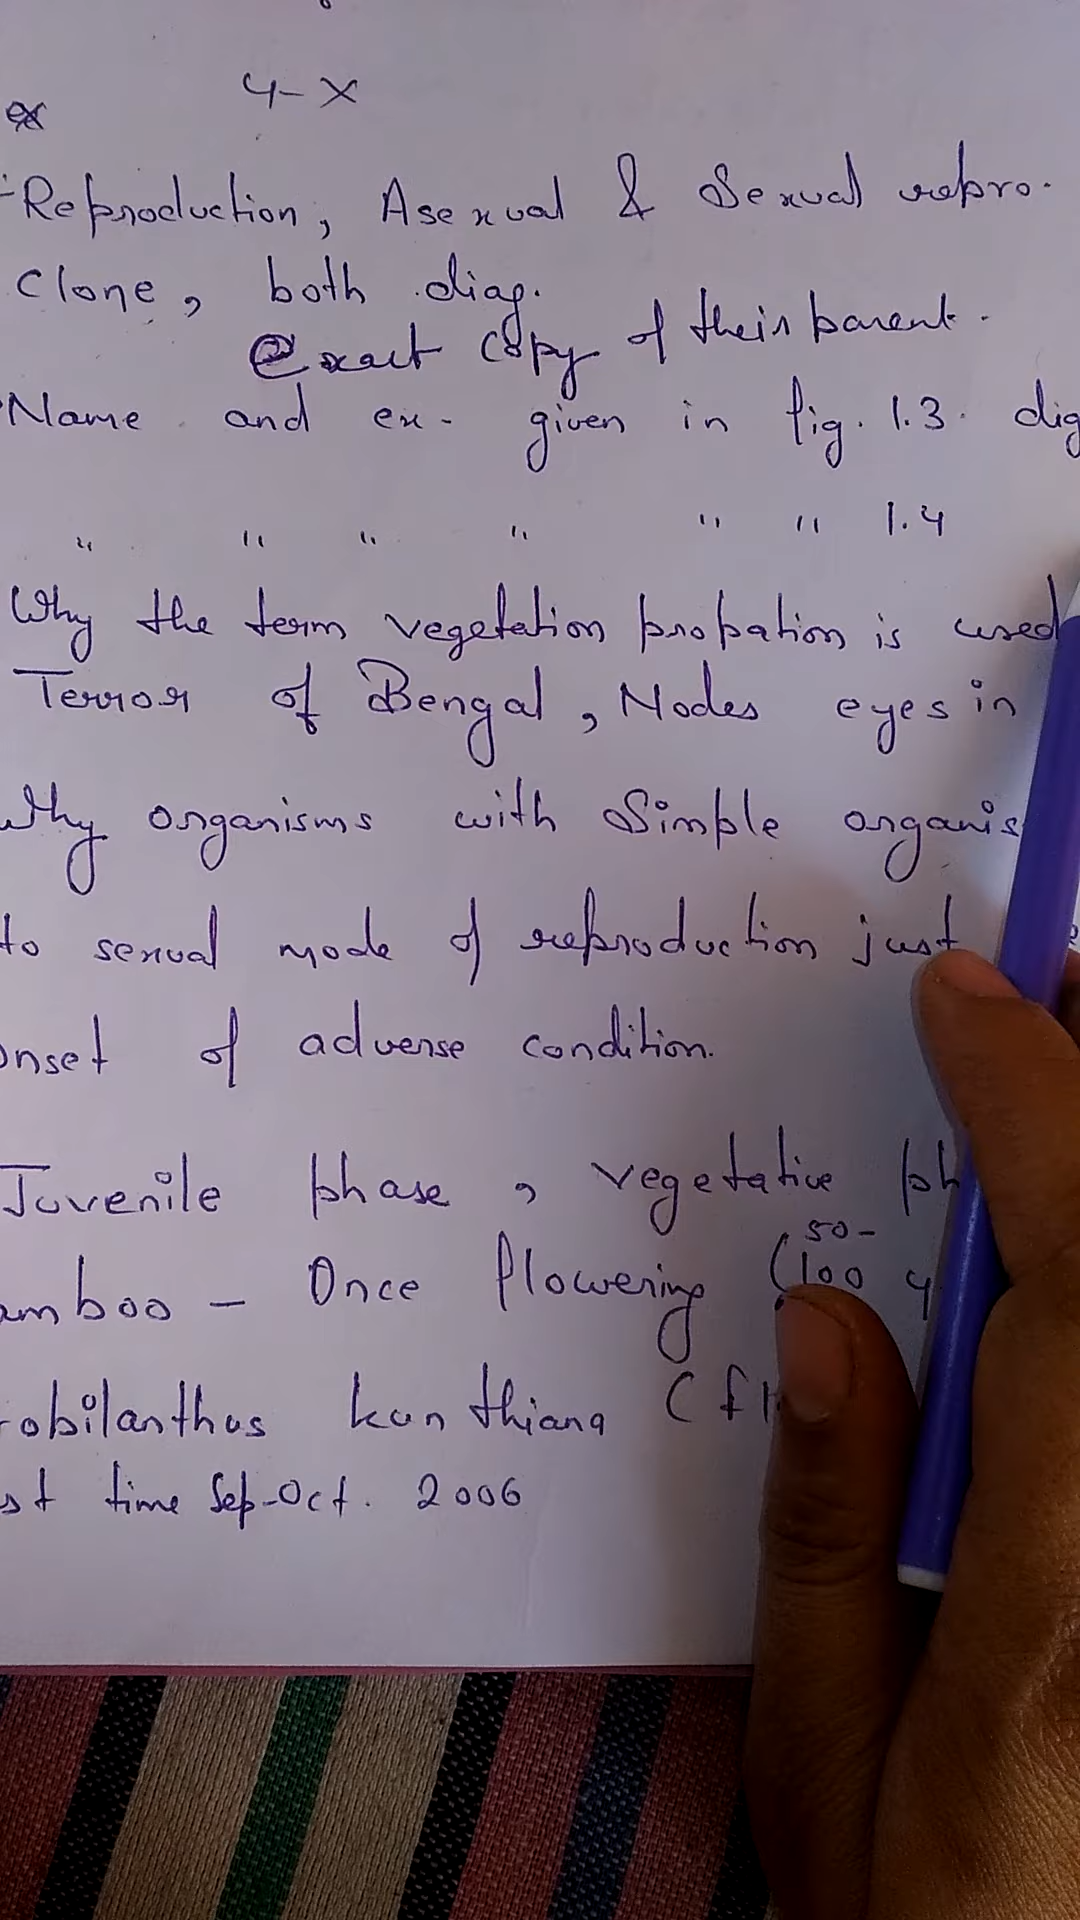 4-X
Reproduction, Asexual & Sexual repro.
Clone, both diag.
exact copy of their parent.
Name and ex- given in fig. 1.3. dig
" " " " " " 1.4
Why the term vegetation propation is used
Terror of Bengal, Nodes eyes in
Why organisms with Simple organis
to sexual mode of reproduction just
onset of adverse condition.
Juvenile phase, vegetative ph
50-
amboo - Once flowering (100 y
robilanthus kunthiana (f
st time Sep-Oct. 2006